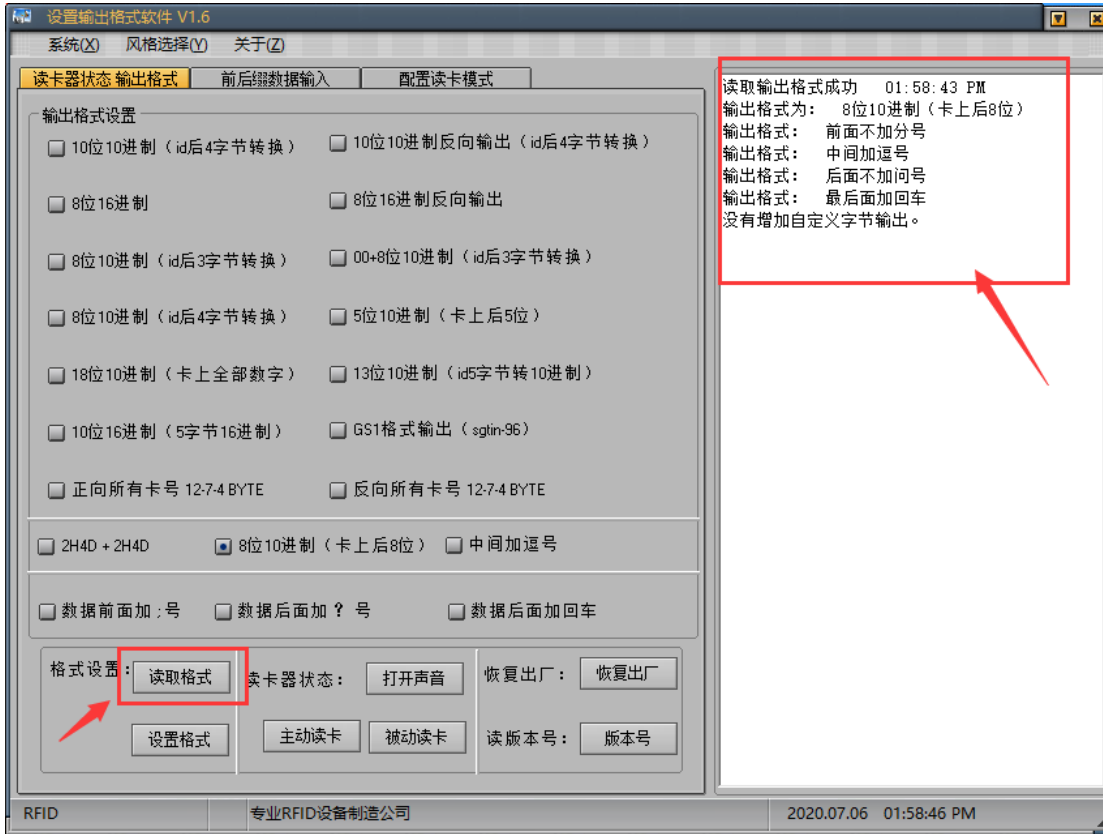 设置输出格式软件 V1.6
系统(X) 风格选择(Y) 关于(Z)
读卡器状态 输出格式 前后缀数据输入 配置读卡模式
输出格式设置
10位10进制（id后4字节转换） 10位10进制反向输出（id后4字节转换）
8位16进制 8位16进制反向输出
8位10进制（id后3字节转换） 00+8位10进制（id后3字节转换）
8位10进制（id后4字节转换） 5位10进制（卡上后5位）
18位10进制（卡上全部数字） 13位10进制（id5字节转10进制）
10位16进制（5字节16进制） GS1格式输出（sgtin-96）
正向所有卡号 12-7-4 BYTE 反向所有卡号 12-7-4 BYTE
2H4D + 2H4D 8位10进制（卡上后8位） 中间加逗号
数据前面加 ; 号 数据后面加？ 号 数据后面加回车
格式设置： 读取格式 读卡器状态： 打开声音 恢复出厂： 恢复出厂
设置格式 主动读卡 被动读卡 读版本号： 版本号
读取输出格式成功 01:58:43 PM
输出格式为： 8位10进制（卡上后8位）
输出格式： 前面不加分号
输出格式： 中间加逗号
输出格式： 后面不加问号
输出格式： 最后面加回车
没有增加自定义字节输出。
RFID 专业RFID设备制造公司 2020.07.06 01:58:46 PM